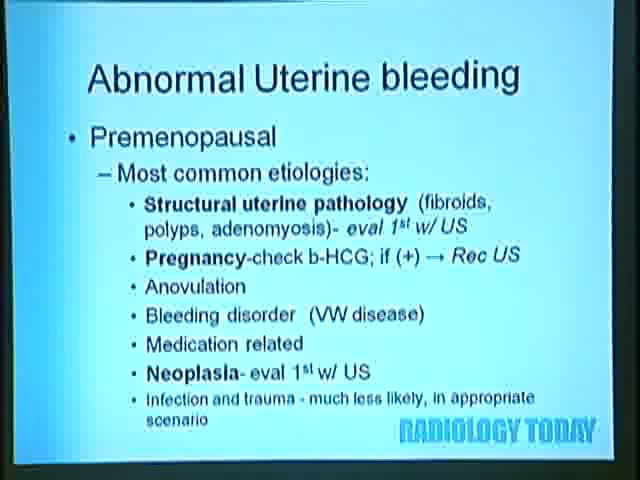 Abnormal Uterine bleeding
• Premenopausal
– Most common etiologies:
• Structural uterine pathology (fibroids,
polyps, adenomyosis)- eval 1st w/ US
• Pregnancy-check b-HCG; if (+) → Rec US
• Anovulation
• Bleeding disorder (VW disease)
• Medication related
• Neoplasia- eval 1st w/ US
• Infection and trauma - much less likely, in appropriate
scenario
RADIOLOGY TODAY